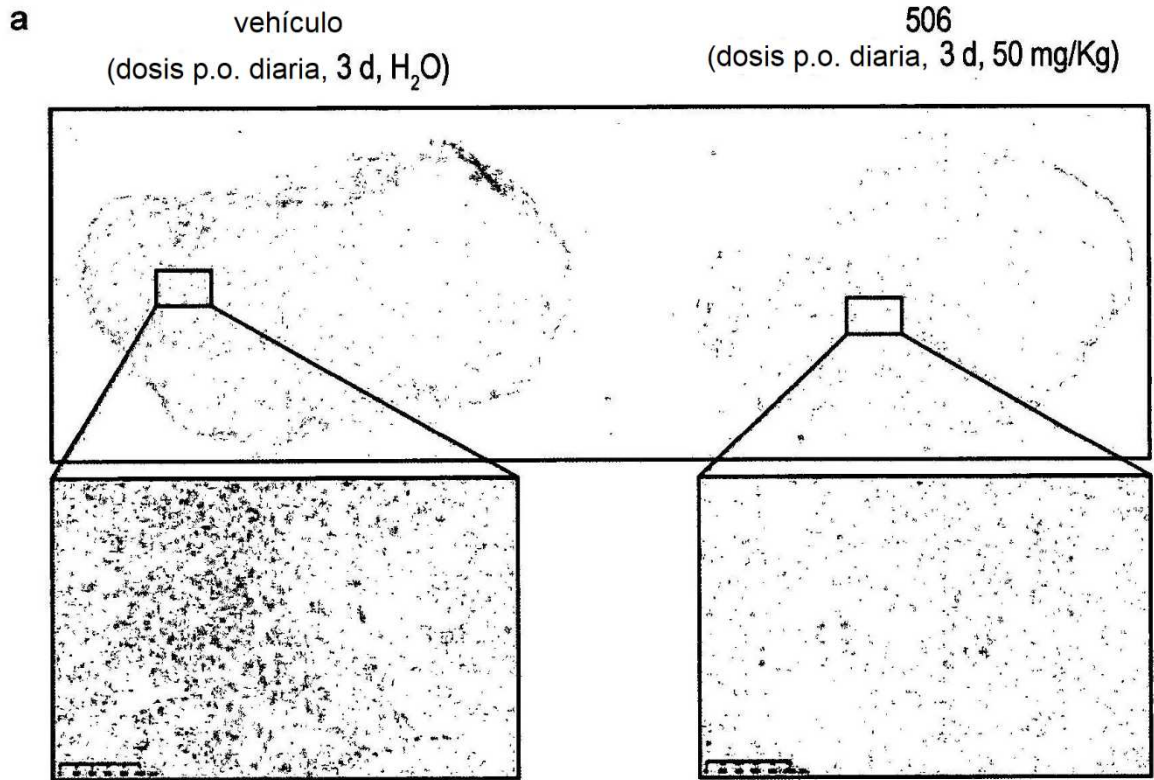 a
vehículo
(dosis p.o. diaria, 3 d, H₂O)
506
(dosis p.o. diaria, 3 d, 50 mg/Kg)